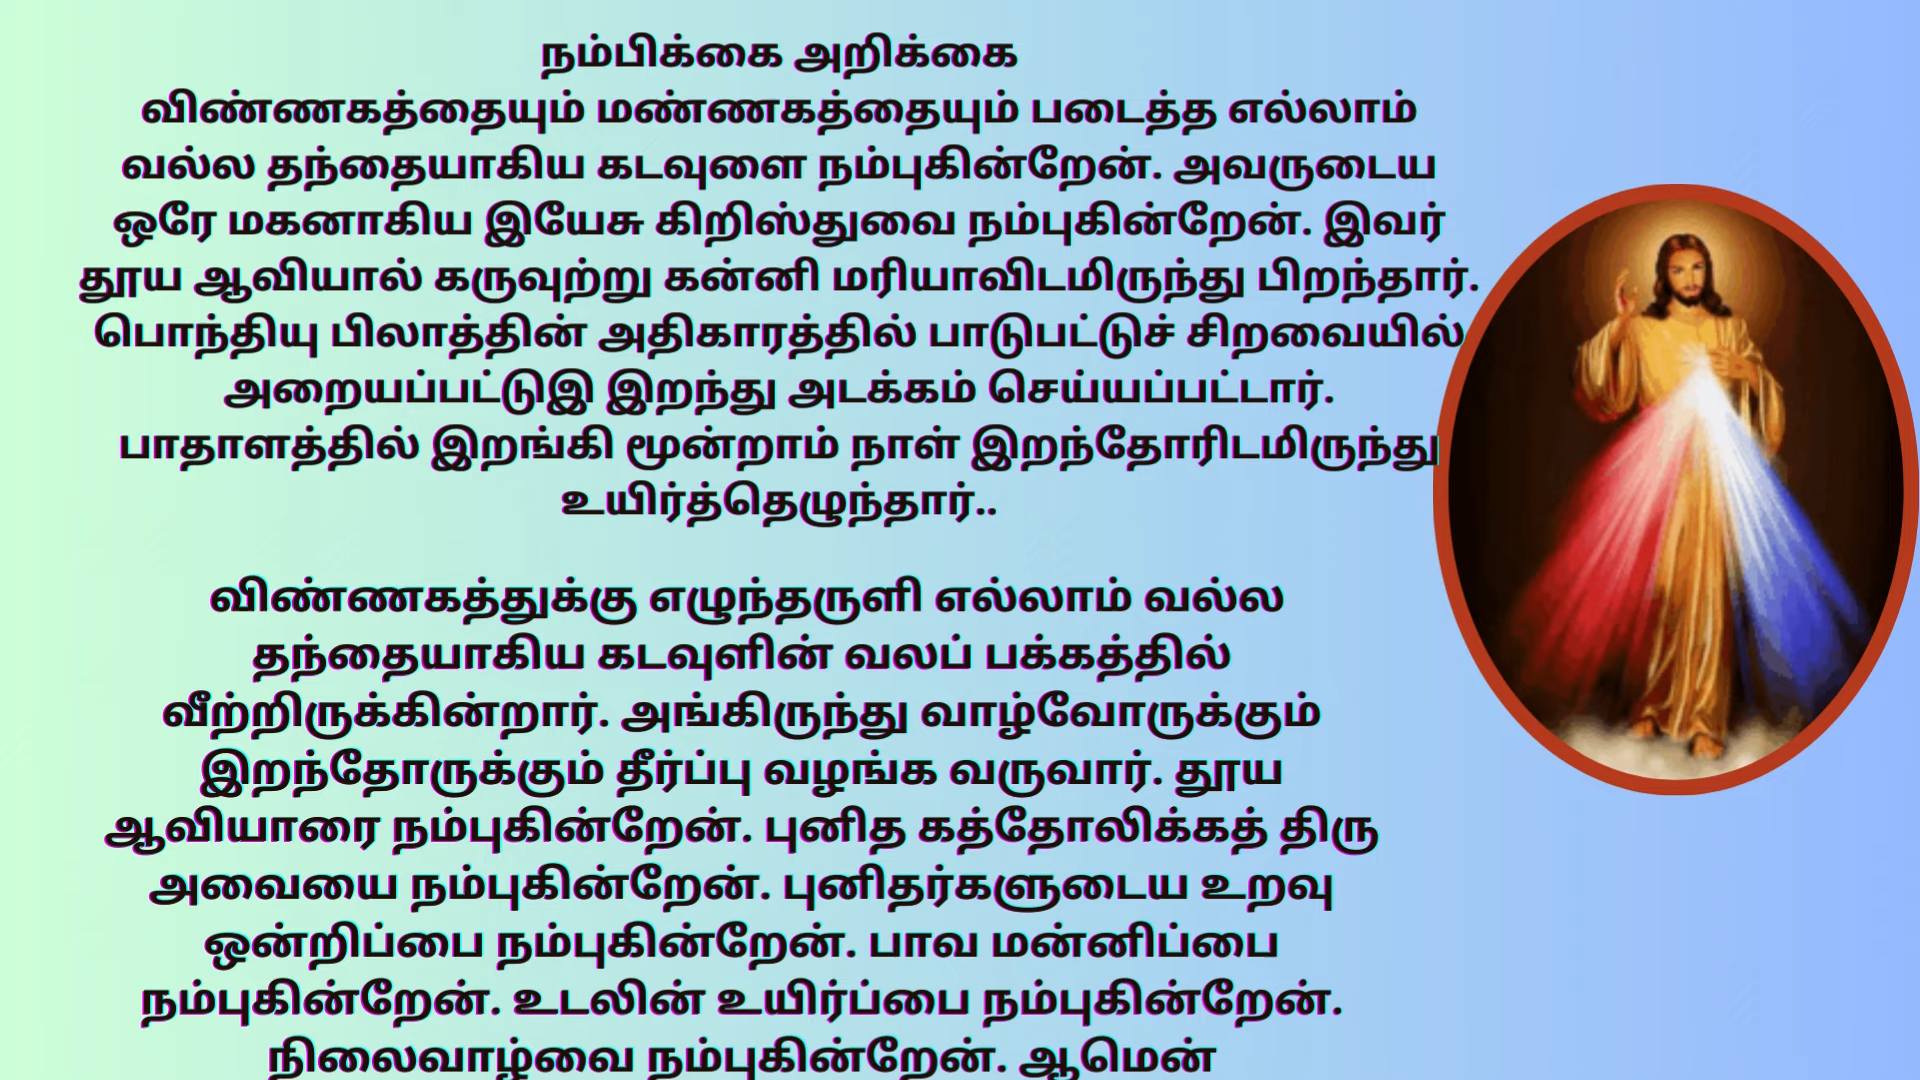 நம்பிக்கை அறிக்கை
விண்ணகத்தையும் மண்ணகத்தையும் படைத்த எல்லாம்
வல்ல தந்தையாகிய கடவுளை நம்புகின்றேன். அவருடைய
ஒரே மகனாகிய இயேசு கிறிஸ்துவை நம்புகின்றேன். இவர்
தூய ஆவியால் கருவுற்று கன்னி மரியாவிடமிருந்து பிறந்தார்.
பொந்தியு பிலாத்தின் அதிகாரத்தில் பாடுபட்டுச் சிறவையில்
அறையப்பட்டுஇ இறந்து அடக்கம் செய்யப்பட்டார்.
பாதாளத்தில் இறங்கி மூன்றாம் நாள் இறந்தோரிடமிருந்து
உயிர்த்தெழுந்தார்..
விண்ணகத்துக்கு எழுந்தருளி எல்லாம் வல்ல
தந்தையாகிய கடவுளின் வலப் பக்கத்தில்
வீற்றிருக்கின்றார். அங்கிருந்து வாழ்வோருக்கும்
இறந்தோருக்கும் தீர்ப்பு வழங்க வருவார். தூய
ஆவியாரை நம்புகின்றேன். புனித கத்தோலிக்கத் திரு
அவையை நம்புகின்றேன். புனிதர்களுடைய உறவு
ஒன்றிப்பை நம்புகின்றேன். பாவ மன்னிப்பை
நம்புகின்றேன். உடலின் உயிர்ப்பை நம்புகின்றேன்.
நிலைவாழ்வை நம்புகின்றேன். ஆமென்